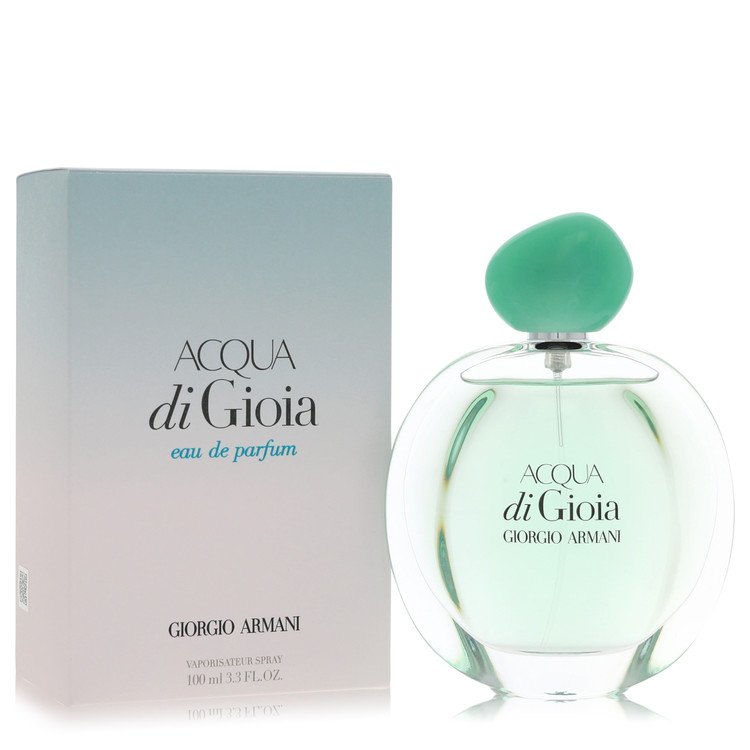 ACQUA
di Gioia
eau de parfum
GIORGIO ARMANI
VAPORISATEUR SPRAY
100 ml 3.3 FL.OZ.
ACQUA
di Gioia
GIORGIO ARMANI